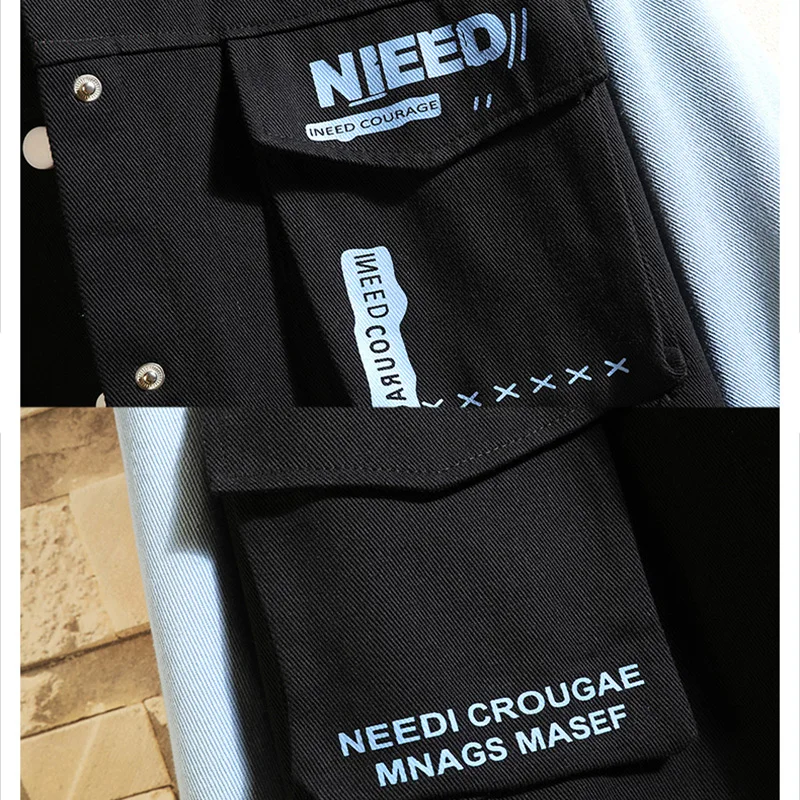 NIEED//
INEED COURAGE
//
INEED COURA
××××××
NEEDI CROUGAE
MNAGS MASEF